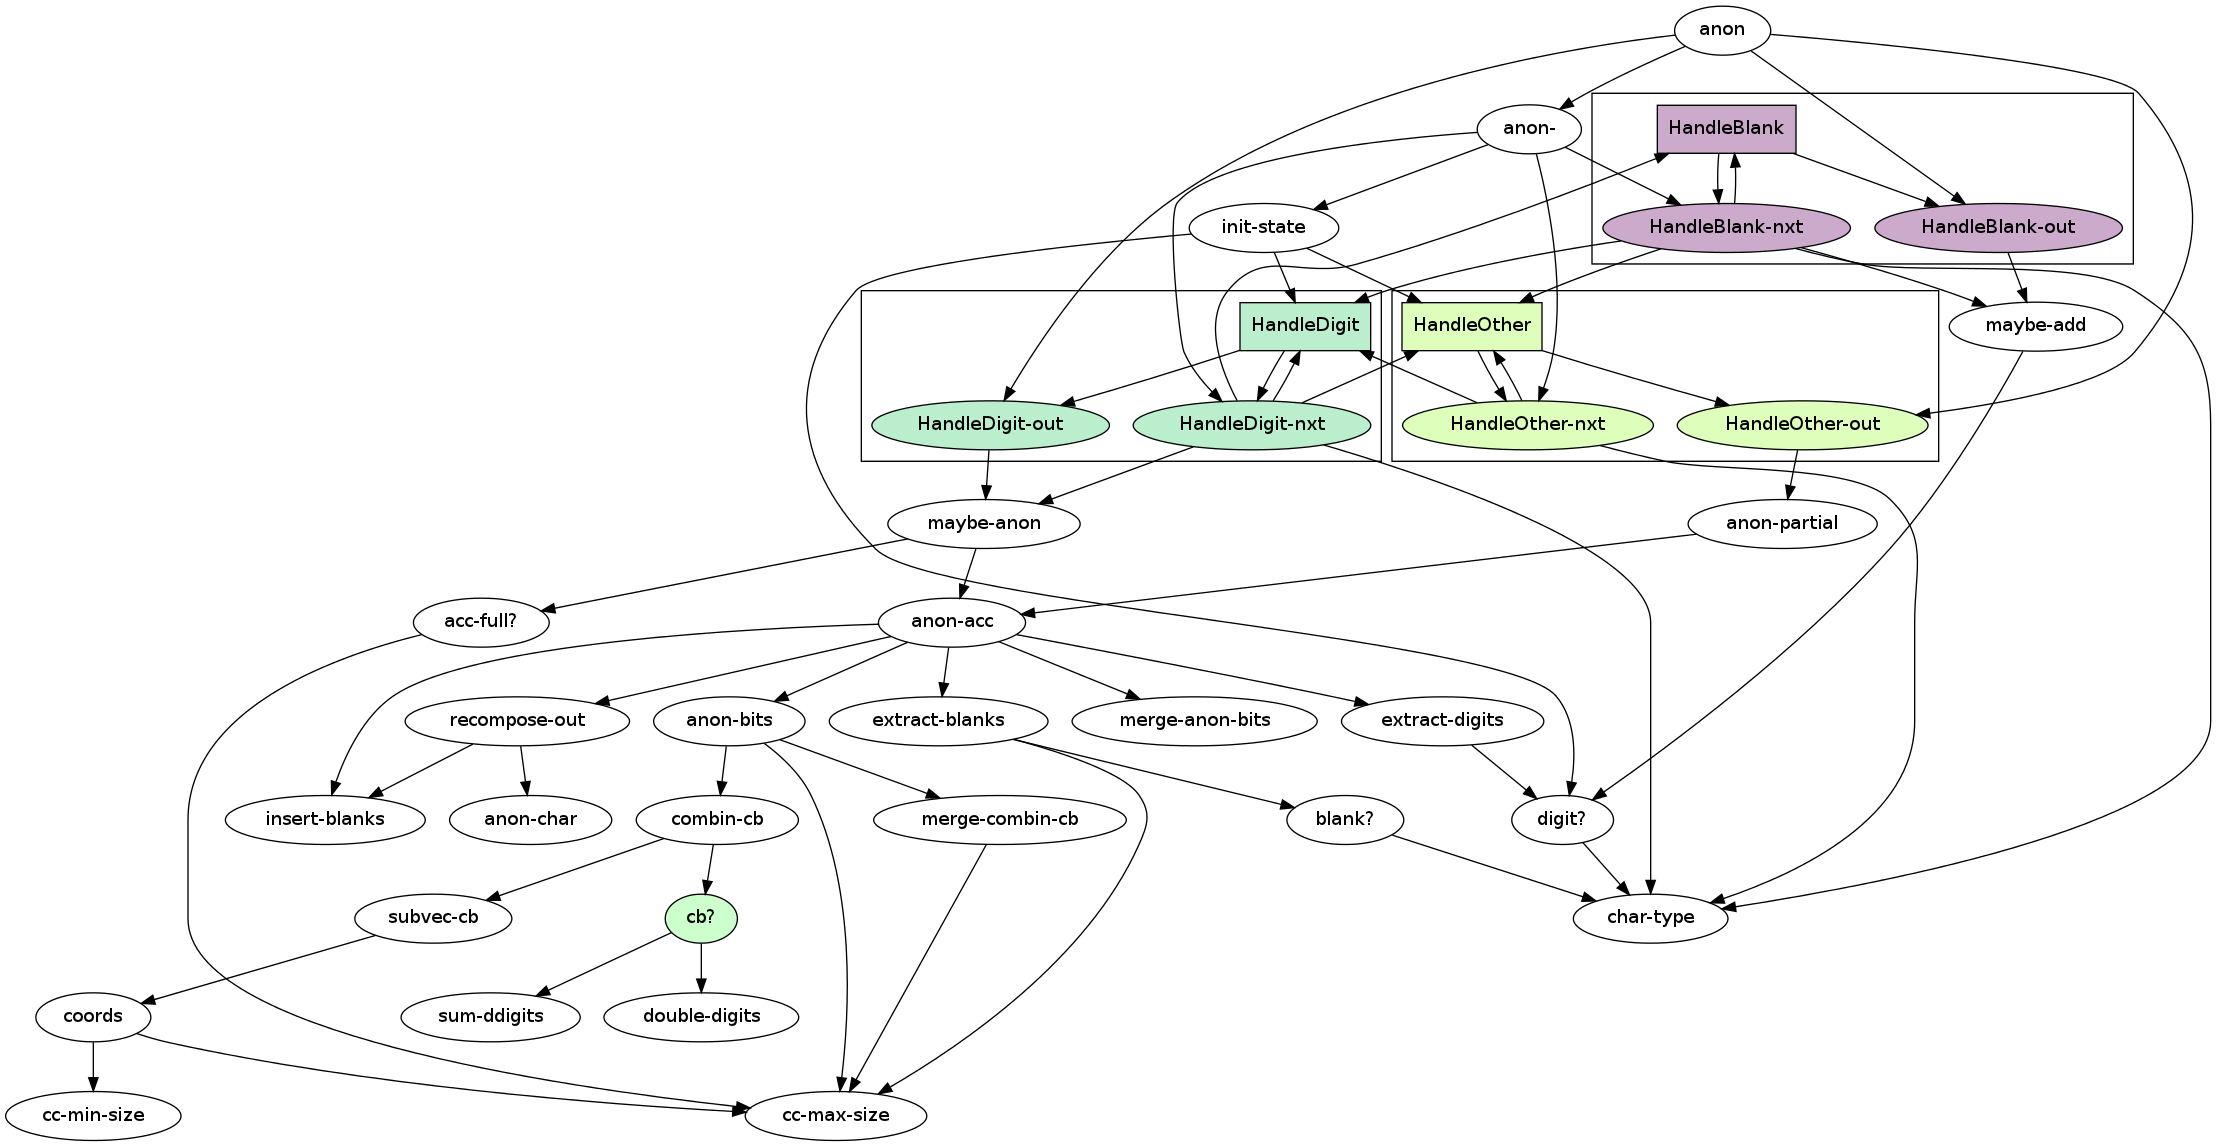 anon
anon-
HandleBlank
init-state
HandleBlank-nxt
HandleBlank-out
HandleDigit
HandleOther
maybe-add
HandleDigit-out
HandleDigit-nxt
HandleOther-nxt
HandleOther-out
maybe-anon
anon-partial
acc-full?
anon-acc
recompose-out
anon-bits
extract-blanks
merge-anon-bits
extract-digits
insert-blanks
anon-char
combin-cb
merge-combin-cb
blank?
digit?
subvec-cb
cb?
char-type
coords
sum-ddigits
double-digits
cc-min-size
cc-max-size